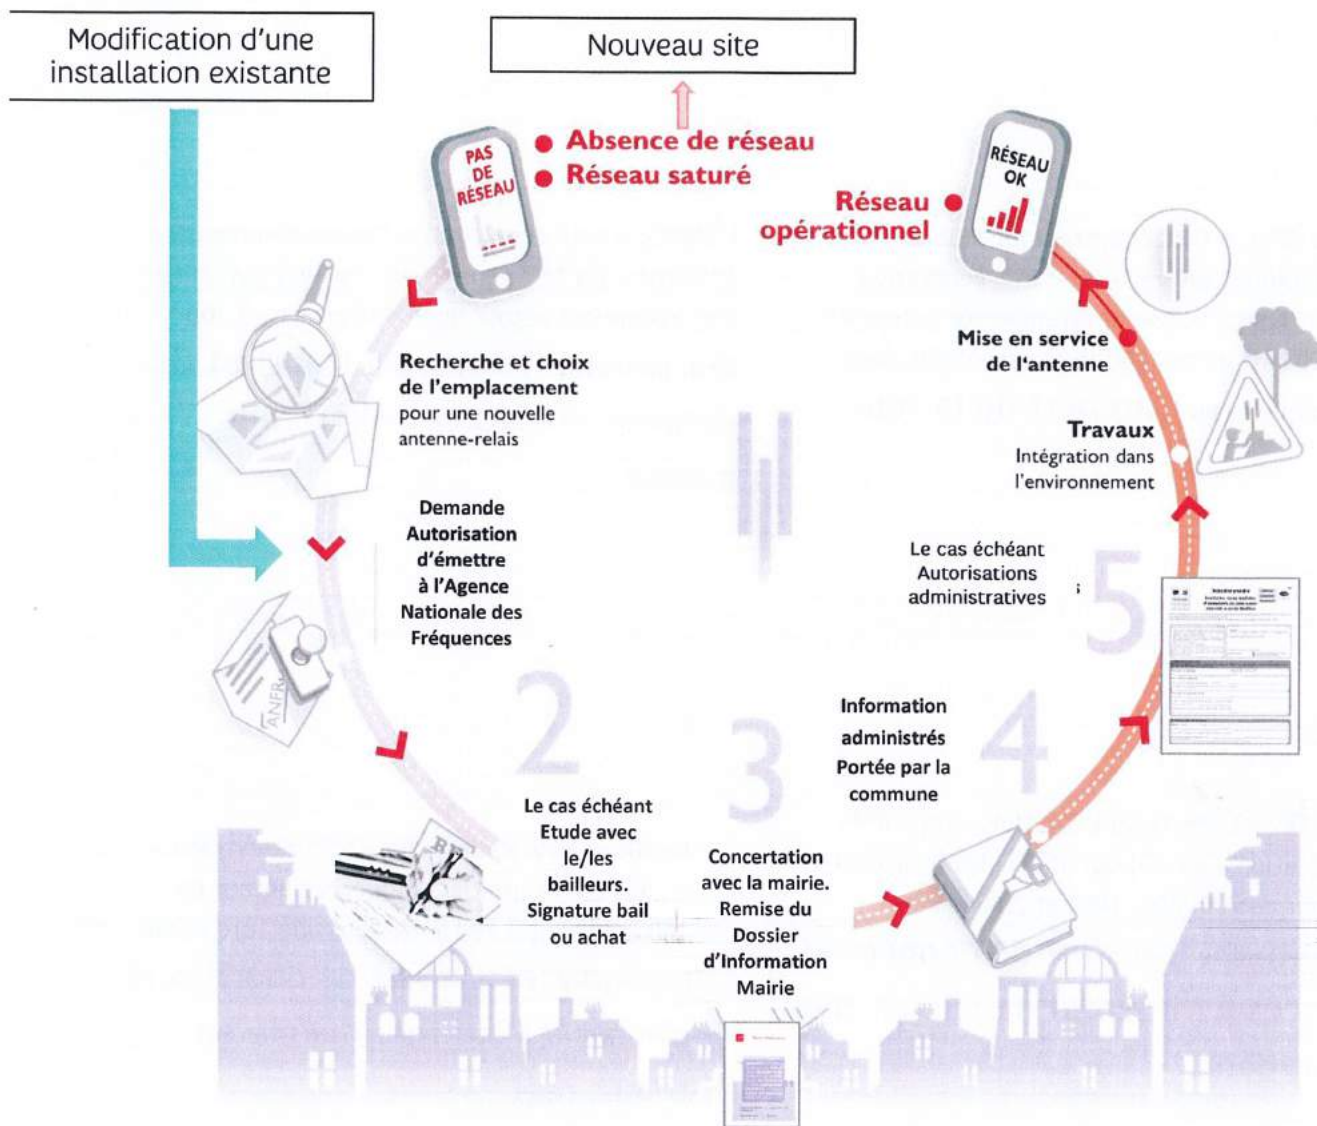 Modification d'une
installation existante
Nouveau site
PAS
DE
RÉSEAU
Absence de réseau
Réseau saturé
Réseau
opérationnel
RÉSEAU
OK
Mise en service
de l'antenne
Recherche et choix
de l'emplacement
pour une nouvelle
antenne-relais
Travaux
Intégration dans
l'environnement
Demande
Autorisation
d'émettre
à l'Agence
Nationale des
Fréquences
ANFR
Le cas échéant
Autorisations
administratives
5
2
Le cas échéant
Etude avec
le/les
bailleurs.
Signature bail
ou achat
3
Concertation
avec la mairie.
Remise du
Dossier
d'Information
Mairie
4
Information
administrés
Portée par la
commune